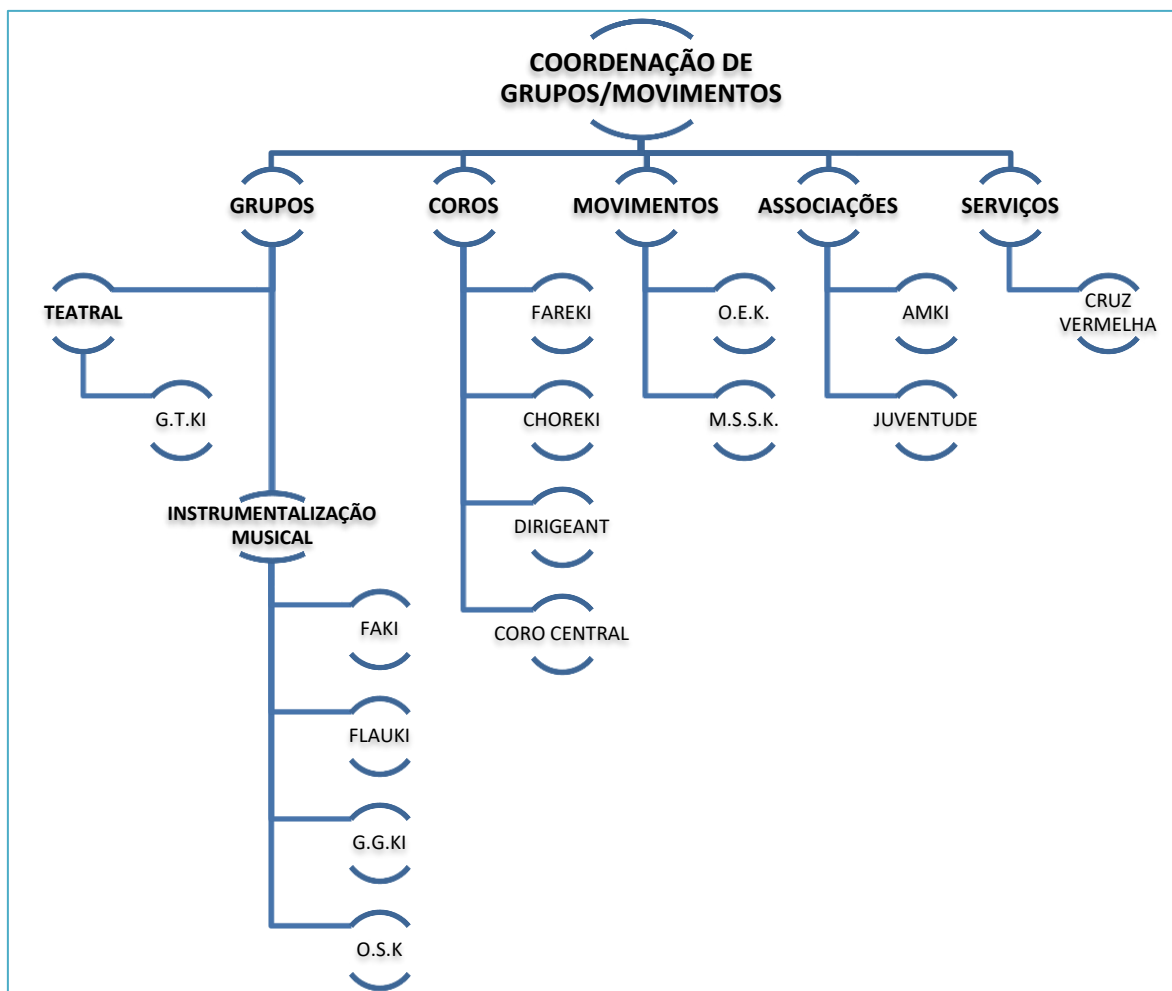 COORDENAÇÃO DE
GRUPOS/MOVIMENTOS
GRUPOS
COROS
MOVIMENTOS
ASSOCIAÇÕES
SERVIÇOS
TEATRAL
G.T.KI
INSTRUMENTALIZAÇÃO
MUSICAL
FAKI
FLAUKI
G.G.KI
O.S.K
FAREKI
CHOREKI
DIRIGEANT
CORO CENTRAL
O.E.K.
M.S.S.K.
AMKI
JUVENTUDE
CRUZ
VERMELHA